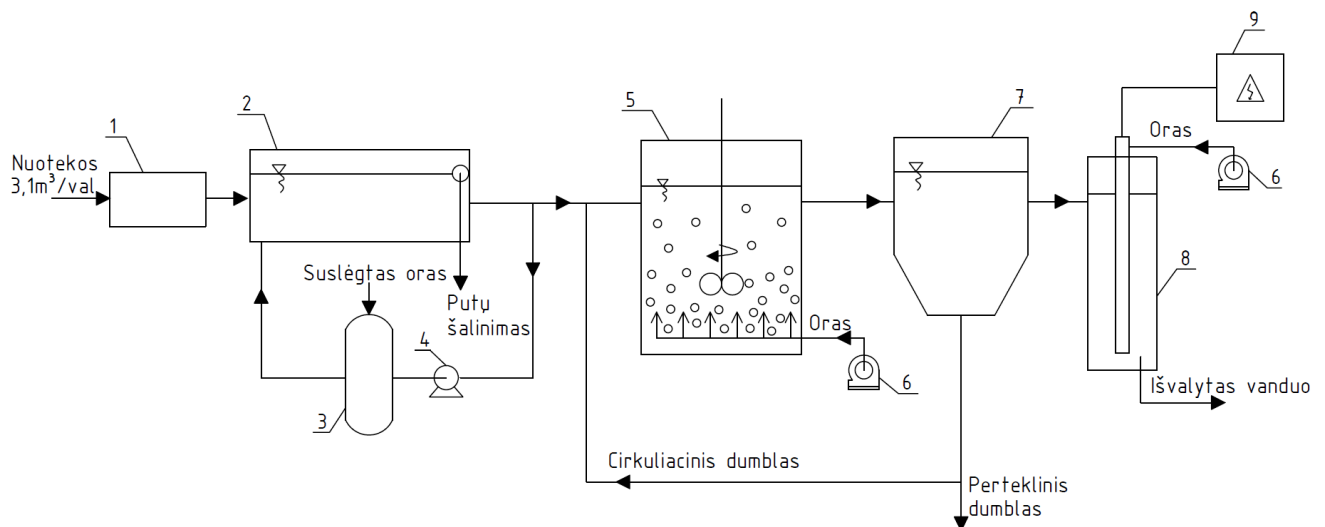 1
2
3
4
5
6
7
8
9
6
Nuotekos
3,1m³/val
Suslėgtas oras
Putų
šalinimas
Oras
Oras
Cirkuliacinis dumblas
Perteklinis
dumblas
Išvalytas vanduo